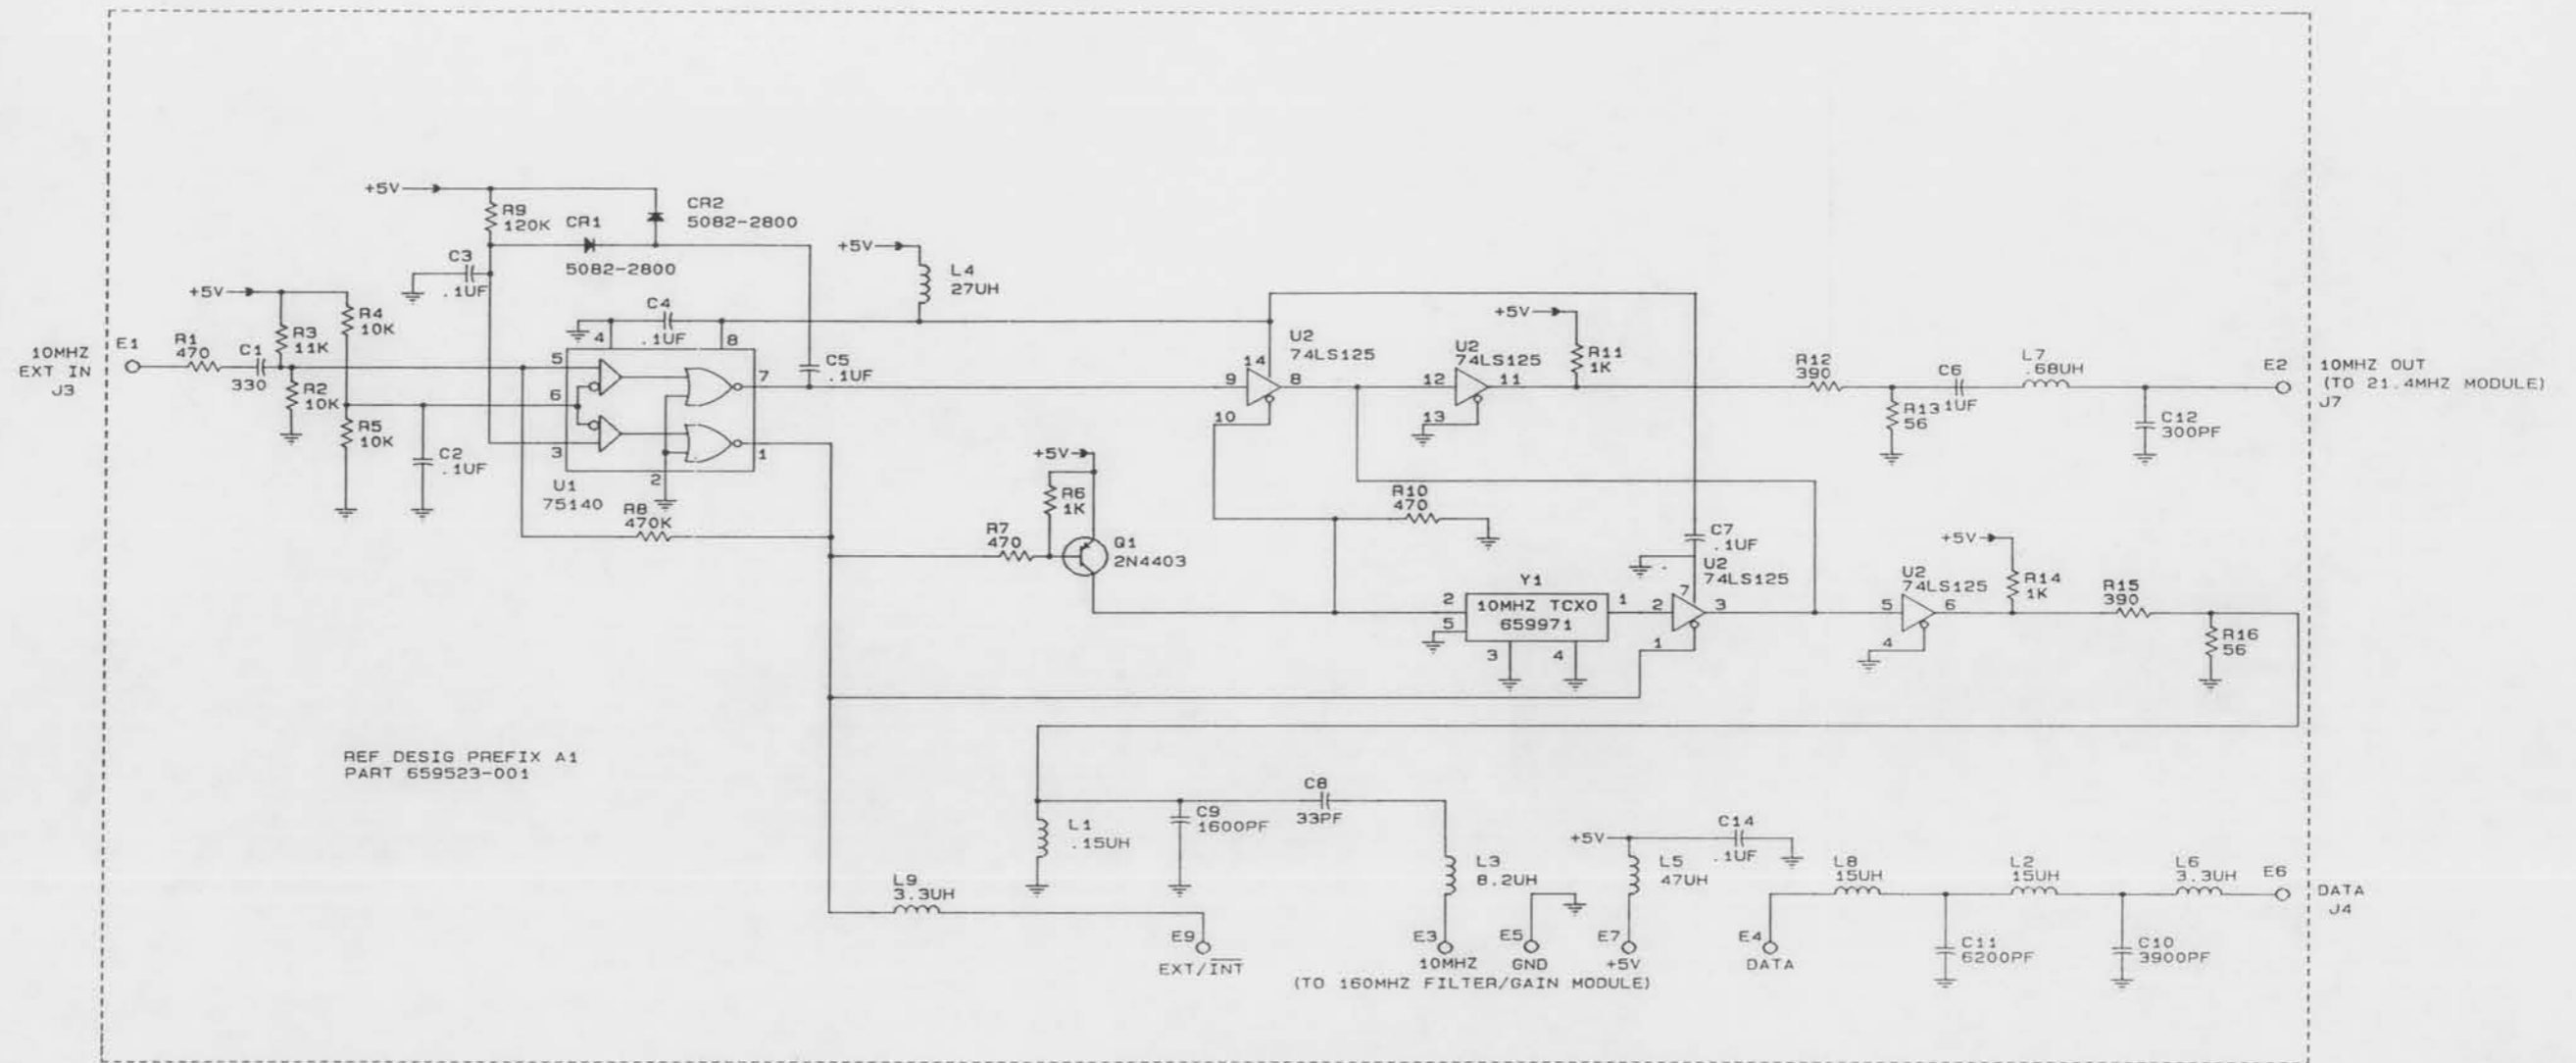 +5V
R9
120K
CR1
5082-2800
CR2
5082-2800
C3
.1UF
+5V
L4
27UH
+5V
R4
10K
R3
11K
C4
.1UF
4
8
10MHZ
EXT IN
J3
E1
R1
470
C1
330
R2
10K
R5
10K
C2
.1UF
5
6
3
7
1
2
U1
75140
C5
.1UF
R8
470K
U2
74LS125
14
9
8
10
U2
74LS125
12
11
13
+5V
R11
1K
R12
390
R13
56
C6
.1UF
L7
.68UH
C12
300PF
E2
10MHZ OUT
(TO 21.4MHZ MODULE)
J7
+5V
R6
1K
R7
470
Q1
2N4403
R10
470
C7
.1UF
Y1
10MHZ TCXO
659971
2
5
3
4
1
U2
74LS125
7
2
3
1
U2
74LS125
5
6
4
+5V
R14
1K
R15
390
R16
56
REF DESIG PREFIX A1
PART 659523-001
L1
.15UH
C9
1600PF
C8
33PF
L3
8.2UH
L9
3.3UH
E9
EXT/INT
E3
10MHZ
E5
GND
E7
+5V
(TO 160MHZ FILTER/GAIN MODULE)
+5V
L5
47UH
C14
.1UF
E4
DATA
L8
15UH
C11
6200PF
L2
15UH
C10
3900PF
L6
3.3UH
E6
DATA
J4